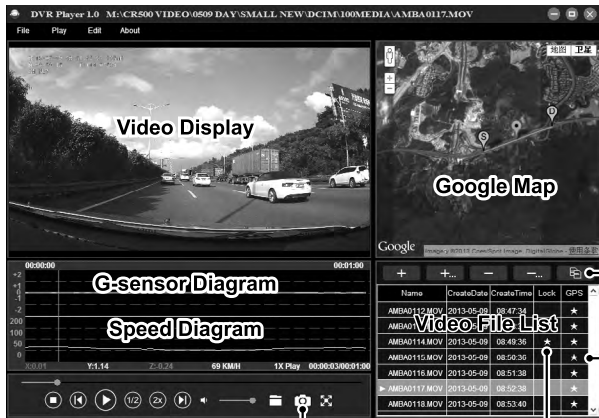 DVR Player 1.0 M:\CR500 VIDEO\0509 DAY\SMALL NEW\DCIM\100MEDIA\AMBA0117.MOV
File Play Edit About
Video Display
地图 卫星
S
D
Google Map
Google
00:00:00 00:01:00
+2
+1
-1
-2
G-sensor Diagram
200
150
100
50
0
Speed Diagram
X:0.01 Y:1.14 Z:-0.24 69 KM/H 1X Play 00:00:03/00:01:00
1/2 2x
+ +... − −...
Name CreateDate CreateTime Lock GPS
AMBA0112.MOV 2013-05-09 08:47:34 ★
Video File List
AMBA0114.MOV 2013-05-09 08:49:36 ★ ★
AMBA0115.MOV 2013-05-09 08:50:36 ★
AMBA0116.MOV 2013-05-09 08:51:38 ★
AMBA0117.MOV 2013-05-09 08:52:38 ★
AMBA0118.MOV 2013-05-09 08:53:40 ★